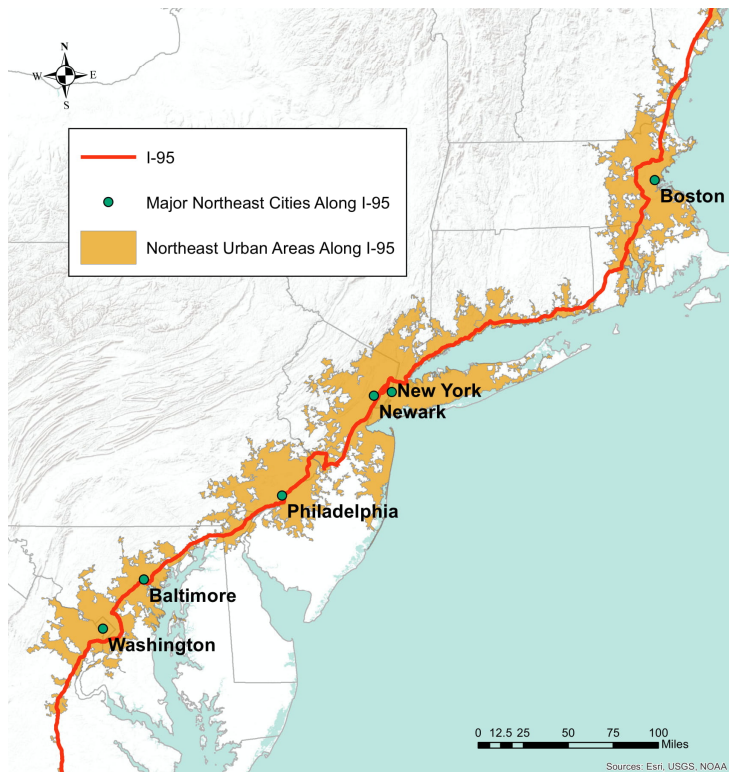 N
W E
S
I-95
Major Northeast Cities Along I-95
Northeast Urban Areas Along I-95
Boston
New York
Newark
Philadelphia
Baltimore
Washington
0 12.5 25 50 75 100
Miles
Sources: Esri, USGS, NOAA